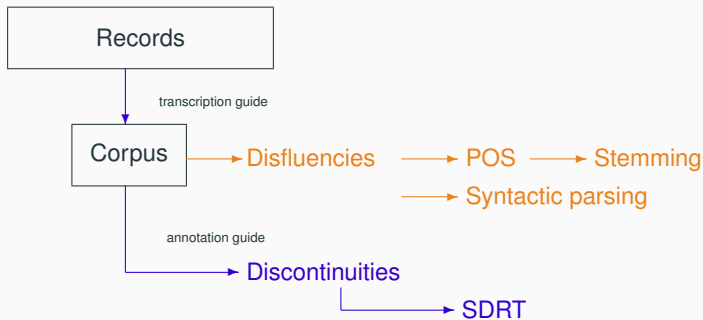 Records
transcription guide
Corpus
Disfluencies
POS
Stemming
Syntactic parsing
annotation guide
Discontinuities
SDRT